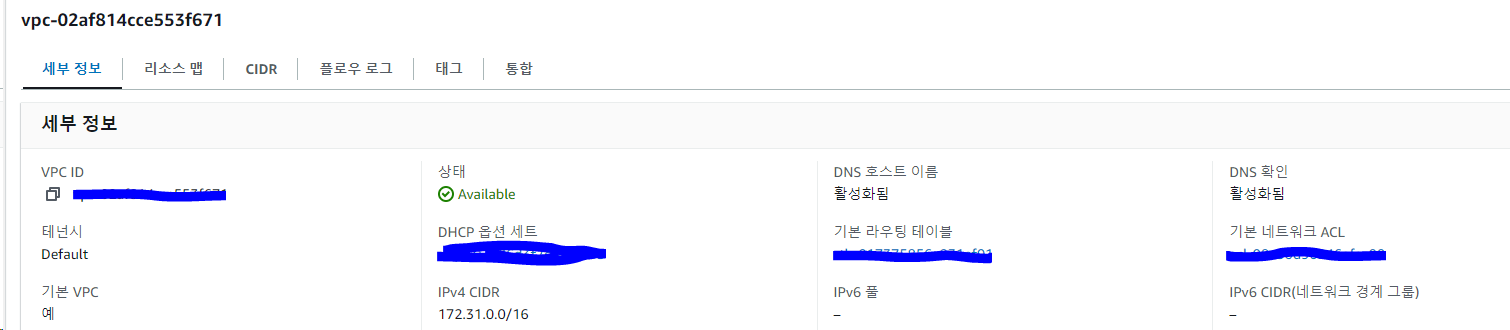 vpc-02af814cce553f671
세부 정보 리소스 맵 CIDR 플로우 로그 태그 통합
세부 정보
VPC ID 상태 DNS 호스트 이름 DNS 확인
Available 활성화됨 활성화됨
테넌시 DHCP 옵션 세트 기본 라우팅 테이블 기본 네트워크 ACL
Default
기본 VPC IPv4 CIDR IPv6 풀 IPv6 CIDR(네트워크 경계 그룹)
예 172.31.0.0/16 – –